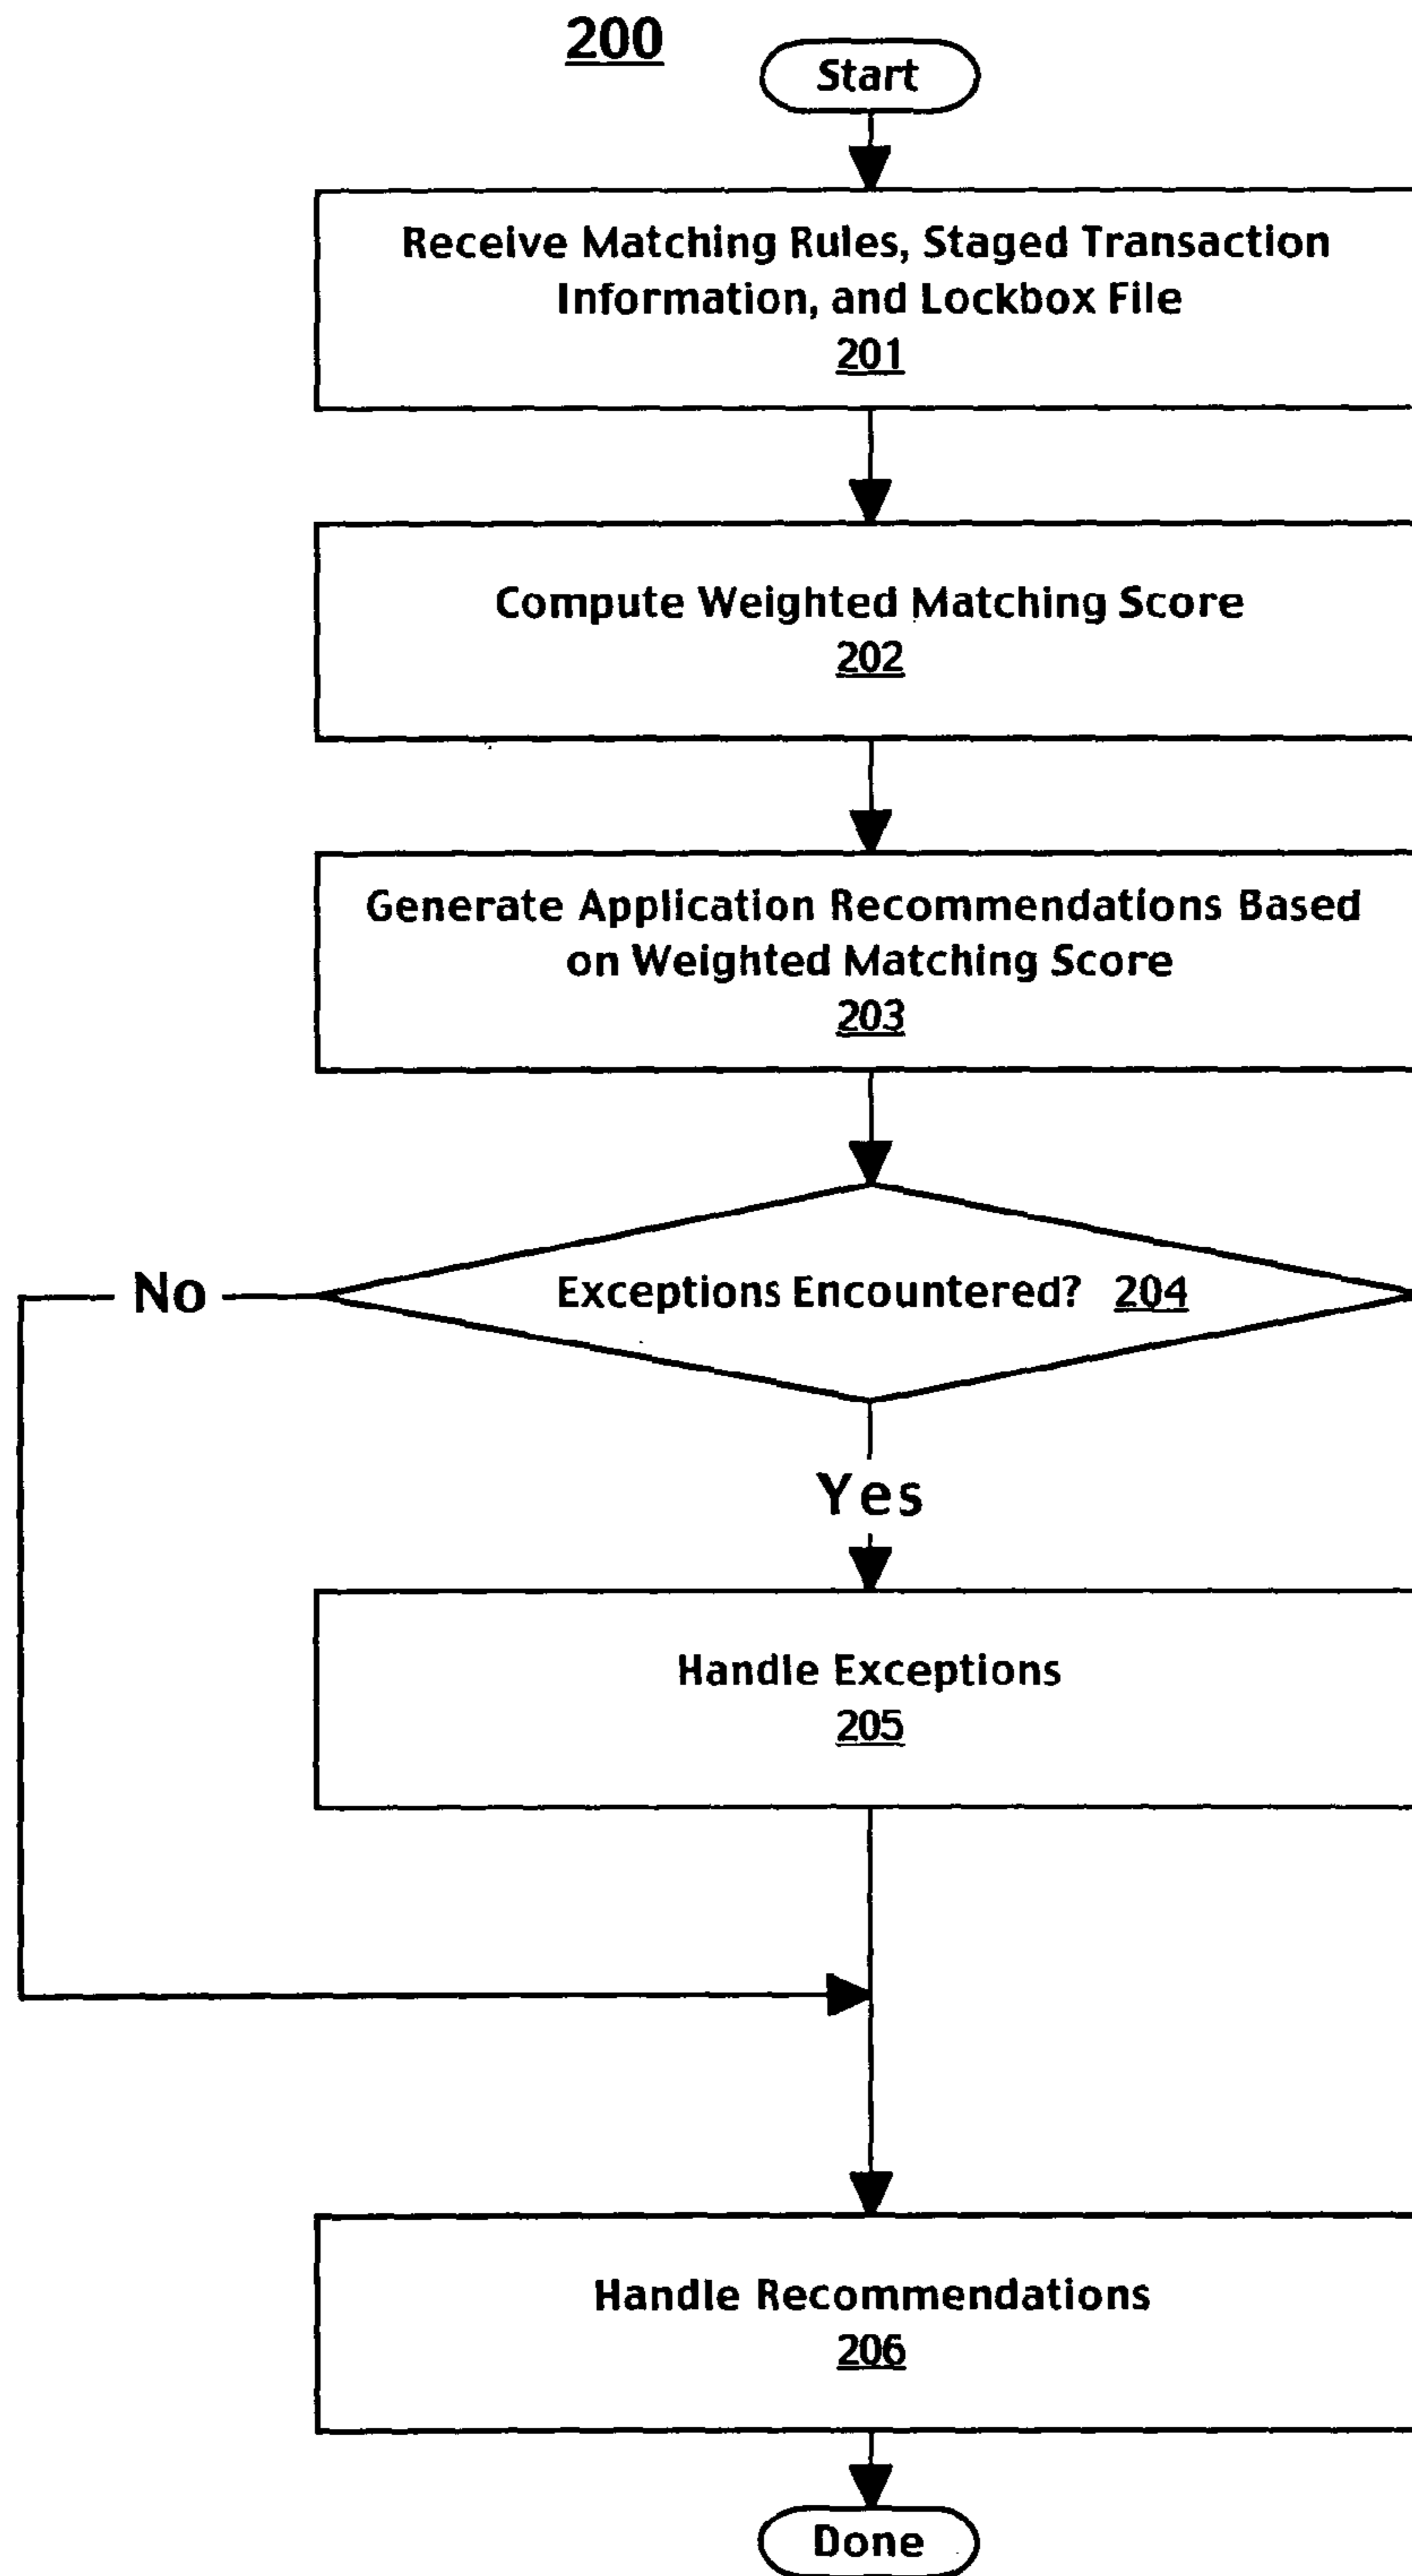 200
Start
Receive Matching Rules, Staged Transaction
Information, and Lockbox File
201
Compute Weighted Matching Score
202
Generate Application Recommendations Based
on Weighted Matching Score
203
Exceptions Encountered? 204
No
Yes
Handle Exceptions
205
Handle Recommendations
206
Done